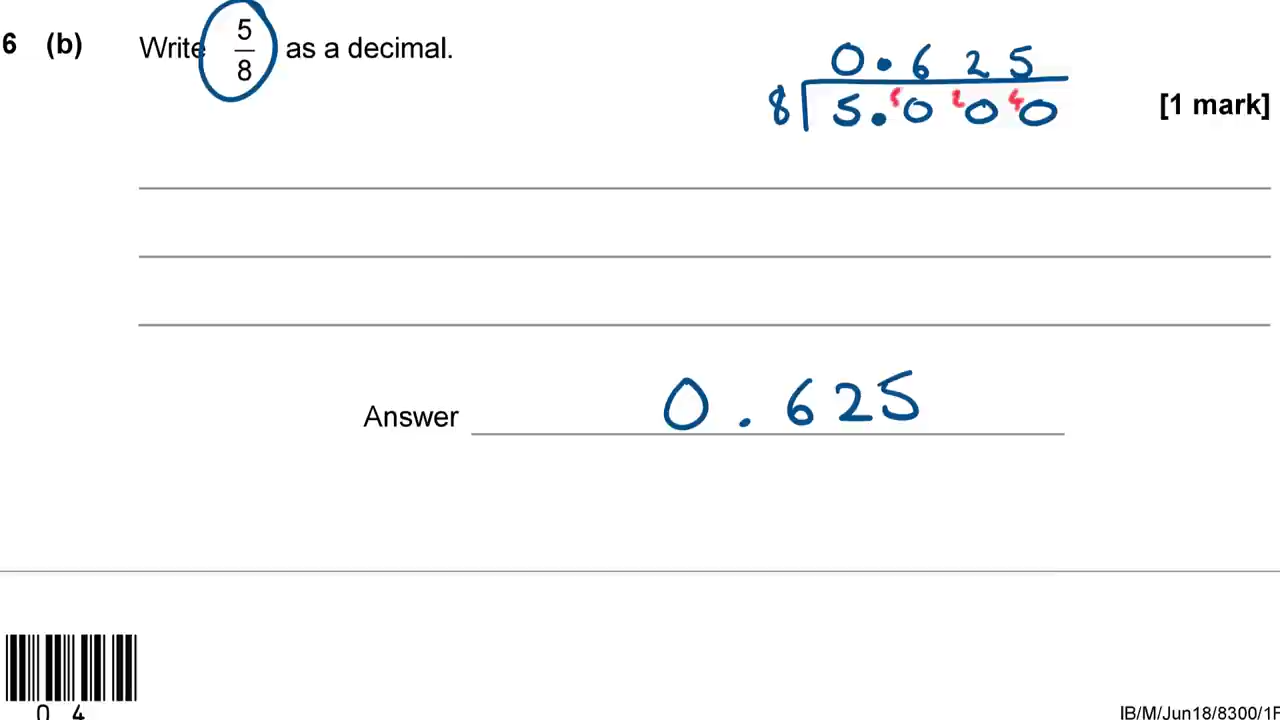 6 (b) Write 5/8 as a decimal.
0.625
8 5.⁵0²0⁴0
[1 mark]
Answer 0.625
0 4
IB/M/Jun18/8300/1F